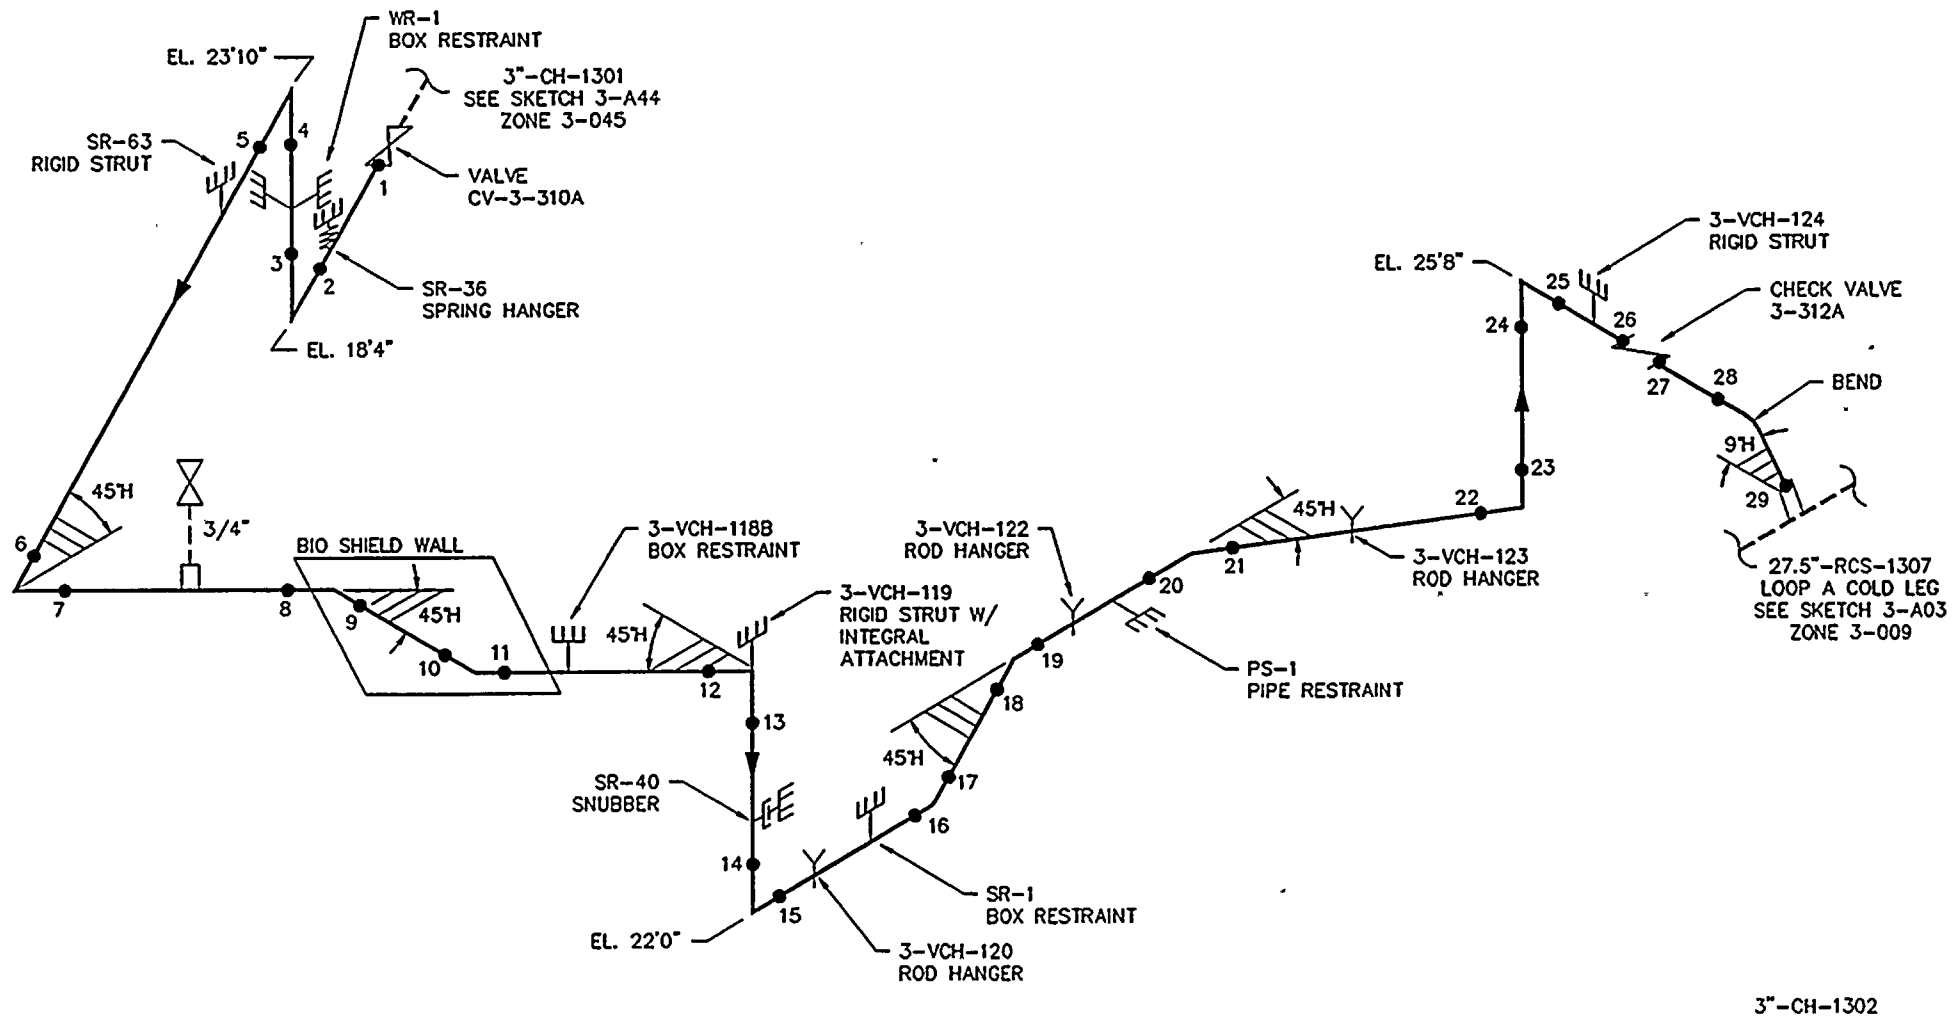 WR-1
BOX RESTRAINT
EL. 23'10"
3"-CH-1301
SEE SKETCH 3-A44
ZONE 3-045
5
4
SR-63
RIGID STRUT
1
VALVE
CV-3-310A
3
2
SR-36
SPRING HANGER
EL. 18'4"
3-VCH-124
RIGID STRUT
EL. 25'8"
25
26
CHECK VALVE
3-312A
24
27
28
BEND
9°H
29
23
22
27.5"-RCS-1307
LOOP A COLD LEG
SEE SKETCH 3-A03
ZONE 3-009
45°H
6
3/4"
7
8
BIO SHIELD WALL
9
45°H
10
11
3-VCH-118B
BOX RESTRAINT
45°H
12
3-VCH-119
RIGID STRUT W/
INTEGRAL
ATTACHMENT
13
3-VCH-122
ROD HANGER
45°H
21
20
3-VCH-123
ROD HANGER
19
18
PS-1
PIPE RESTRAINT
45°H
17
SR-40
SNUBBER
16
14
15
SR-1
BOX RESTRAINT
EL. 22'0"
3-VCH-120
ROD HANGER
3"-CH-1302